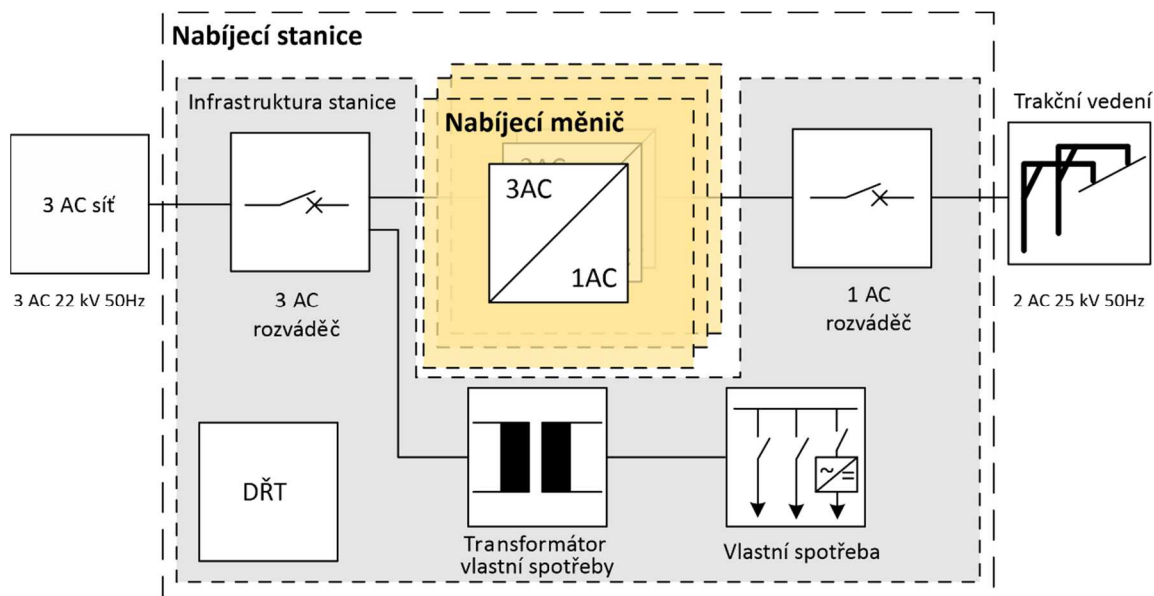 Nabíjecí stanice
Infrastruktura stanice
Trakční vedení
Nabíjecí měnič
3AC
3 AC síť
3AC
1AC
3 AC 22 kV 50Hz
3 AC
rozváděč
1 AC
rozváděč
2 AC 25 kV 50Hz
DŘT
~
=
Transformátor
vlastní spotřeby
Vlastní spotřeba